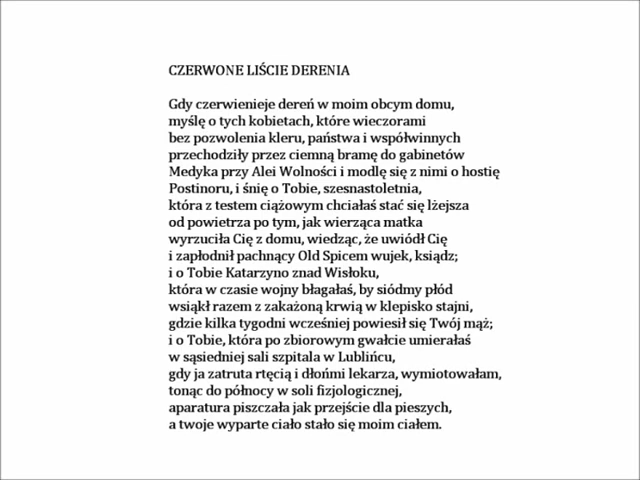 CZERWONE LIŚCIE DERENIA
Gdy czerwienieje dereń w moim obcym domu,
myślę o tych kobietach, które wieczorami
bez pozwolenia kleru, państwa i współwinnych
przechodziły przez ciemną bramę do gabinetów
Medyka przy Alei Wolności i modlę się z nimi o hostię
Postinoru, i śnię o Tobie, szesnastoletnia,
która z testem ciążowym chciałaś stać się lżejsza
od powietrza po tym, jak wierząca matka
wyrzuciła Cię z domu, wiedząc, że uwiódł Cię
i zapłodnił pachnący Old Spicem wujek, ksiądz;
i o Tobie Katarzyno znad Wisłoku,
która w czasie wojny błagałaś, by siódmy płód
wsiąkł razem z zakażoną krwią w klepisko stajni,
gdzie kilka tygodni wcześniej powiesił się Twój mąż;
i o Tobie, która po zbiorowym gwałcie umierałaś
w sąsiedniej sali szpitala w Lublińcu,
gdy ja zatruta rtęcią i dłońmi lekarza, wymiotowałam,
tonąc do północy w soli fizjologicznej,
aparatura piszczała jak przejście dla pieszych,
a twoje wyparte ciało stało się moim ciałem.